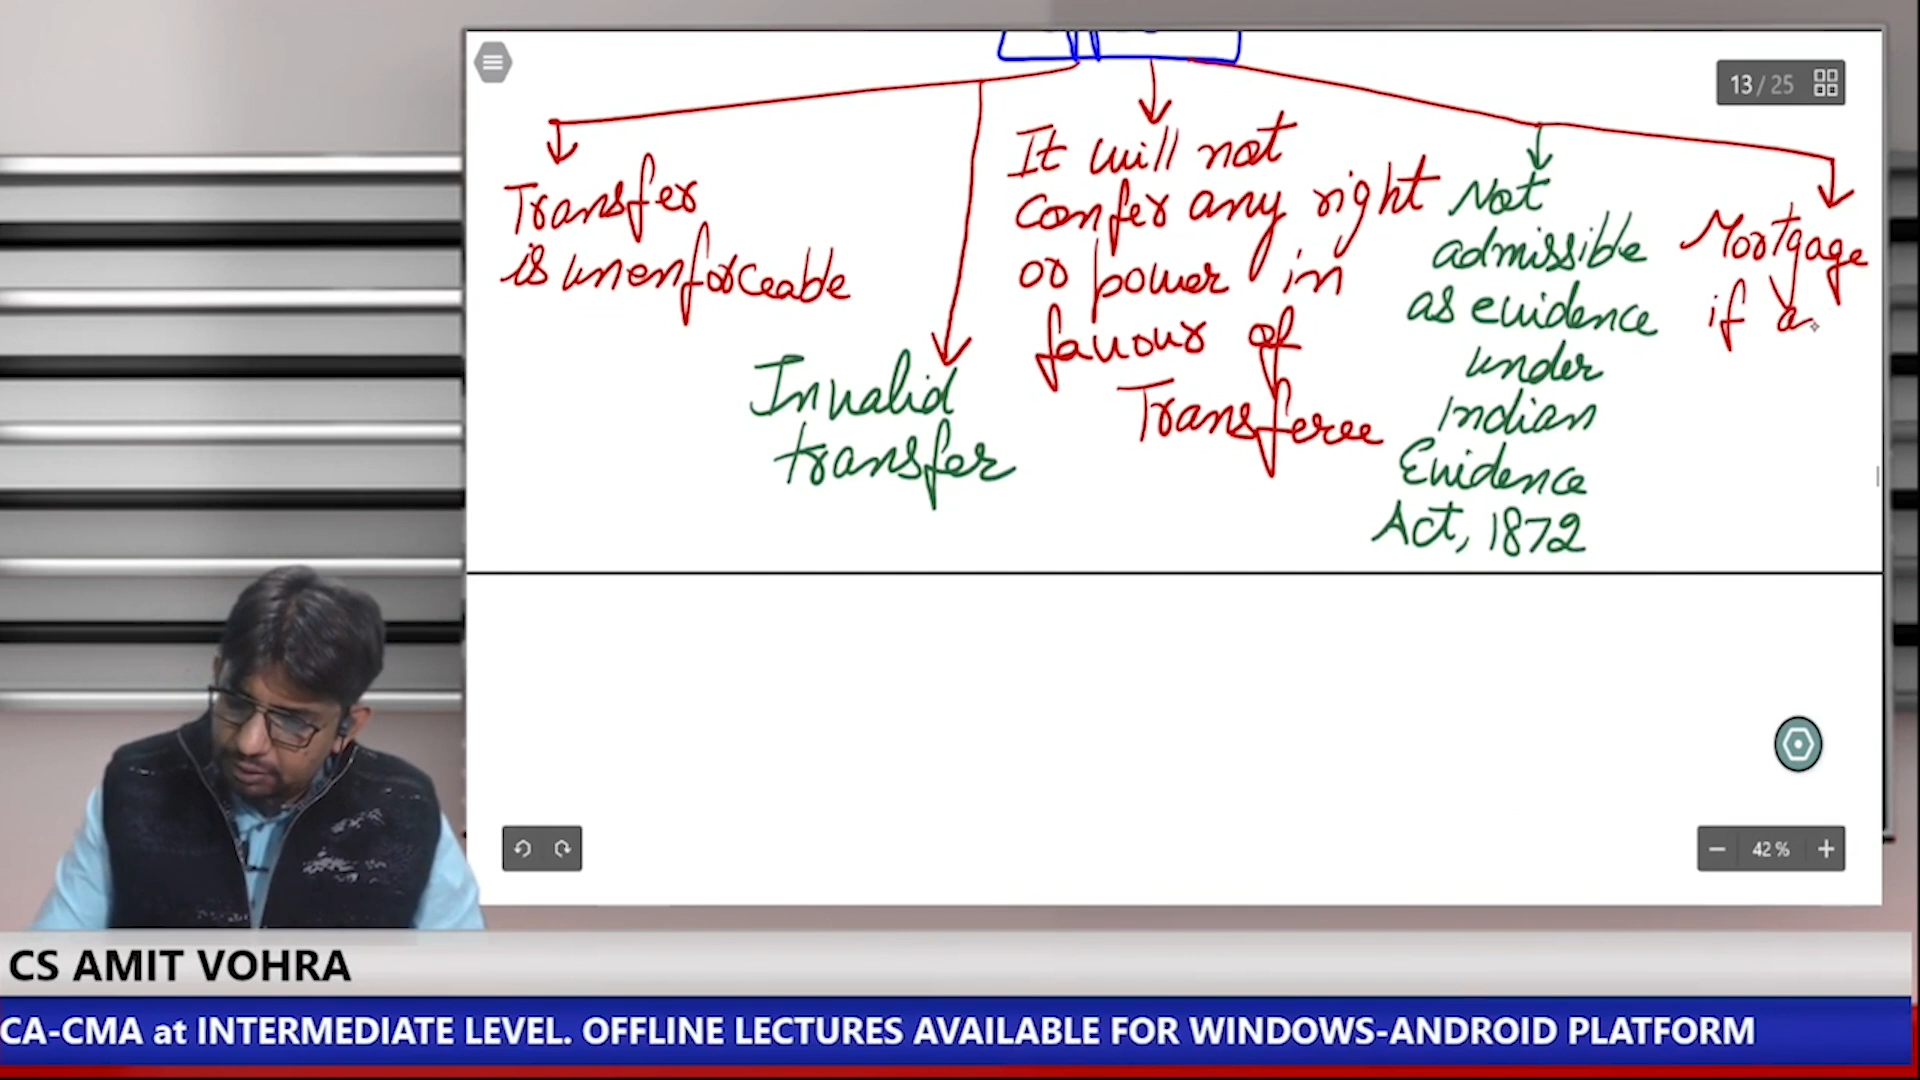 13 / 25
Transfer
is unenforceable
Invalid
transfer
It will not
confer any right
or power in
favour of
Transferee
Not
admissible
as evidence
under
Indian
Evidence
Act, 1872
Mortgage
if a
42 %
CS AMIT VOHRA
CA-CMA at INTERMEDIATE LEVEL. OFFLINE LECTURES AVAILABLE FOR WINDOWS-ANDROID PLATFORM